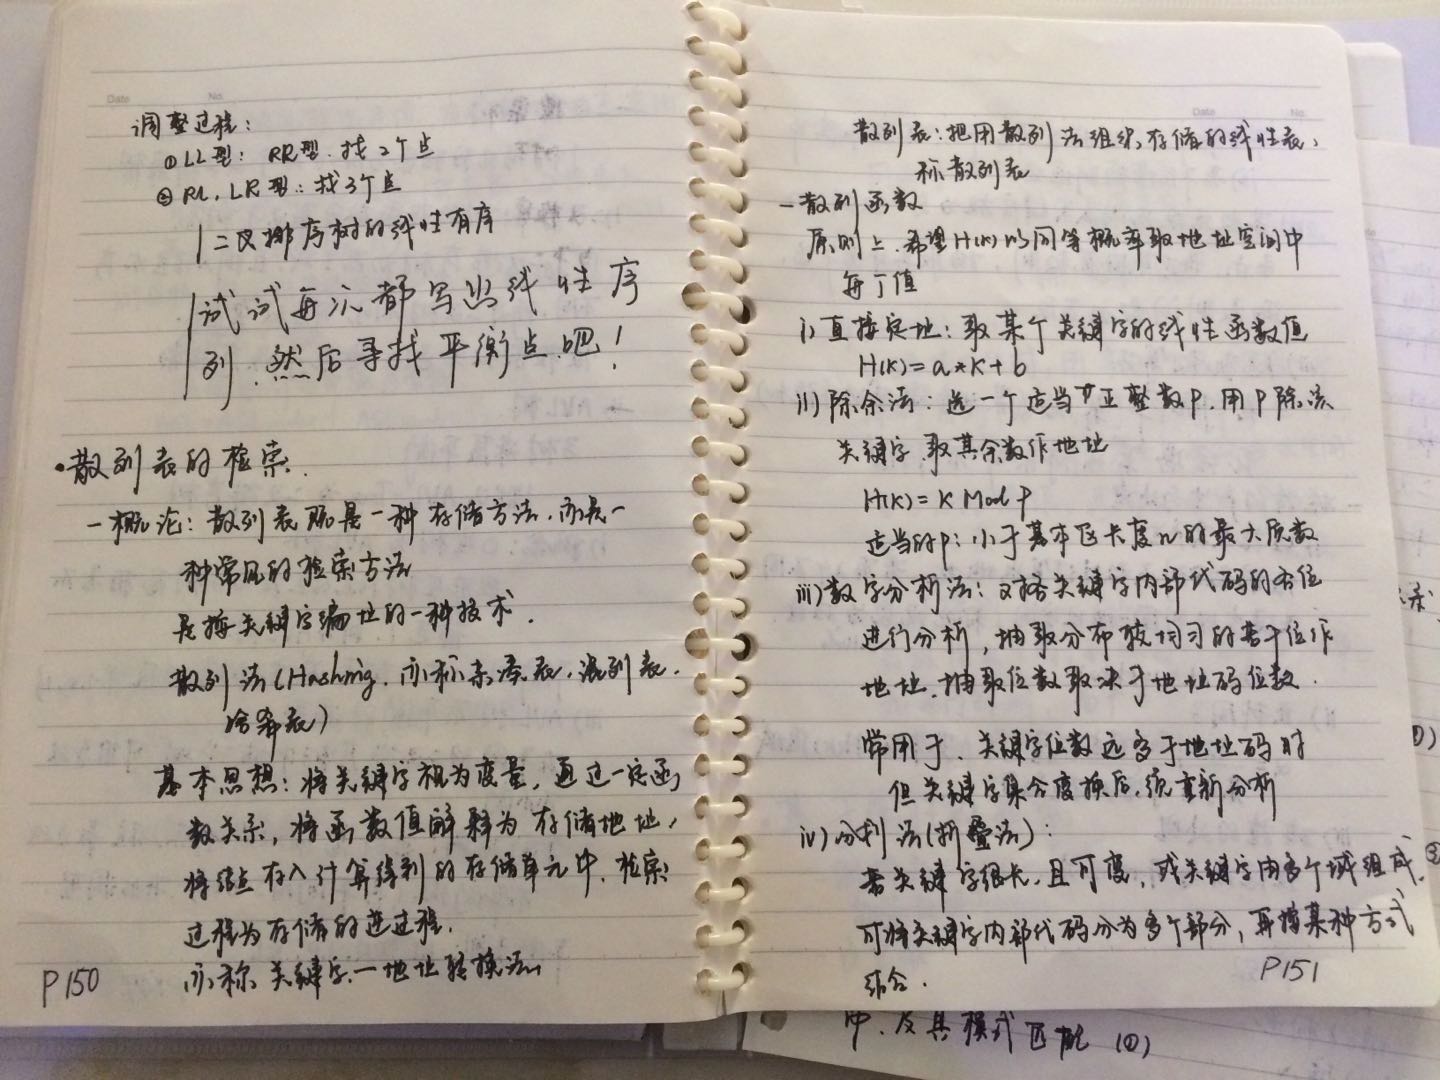 调整过程:
①LL型: RR型.找2个点
②RL, LR型:找3个点
二叉排序树的线性有序
试试每次都写出线性序
列.然后寻找平衡点吧!
·散列表的检索.
-概论:散列表既是一种存储方法.亦是一
种常见的检索方法
是按关键字编址的一种技术.
散列法(Hashing.亦称杂凑表.混列表.
哈希表)
基本思想:将关键字视为变量,通过一定函
数关系,将函数值解释为存储地址,
将结点存入计算得到的存储单元中.检索
过程为存储的逆过程.
亦称关键字—地址转换法
P150
Date No.
散列表:把用散列法组织,存储的线性表,
称散列表
-散列函数
原则上.希望H(k)以同等概率取地址空间中
每个值
i)直接定址:取某个关键字的线性函数值
H(k)=a*k+b
ii)除余法:选一个适当正整数P.用P除该
关键字.取其余数作地址
H(k)=k Mod P
适当的P:小于基本区长度n的最大质数
iii)数字分析法:对各关键字内部代码的各位
进行分析,抽取分布较均匀的若干位作
地址.抽取位数取决于地址码位数.
常用于.关键字位数远多于地址码时
但关键字集合变换后,须重新分析
iv)分割法(折叠法):
若关键字很长.且可变,或关键字由多个域组成.
可将关键字内部代码分为多个部分,再按某种方式
结合.
P151
及其模式匹配